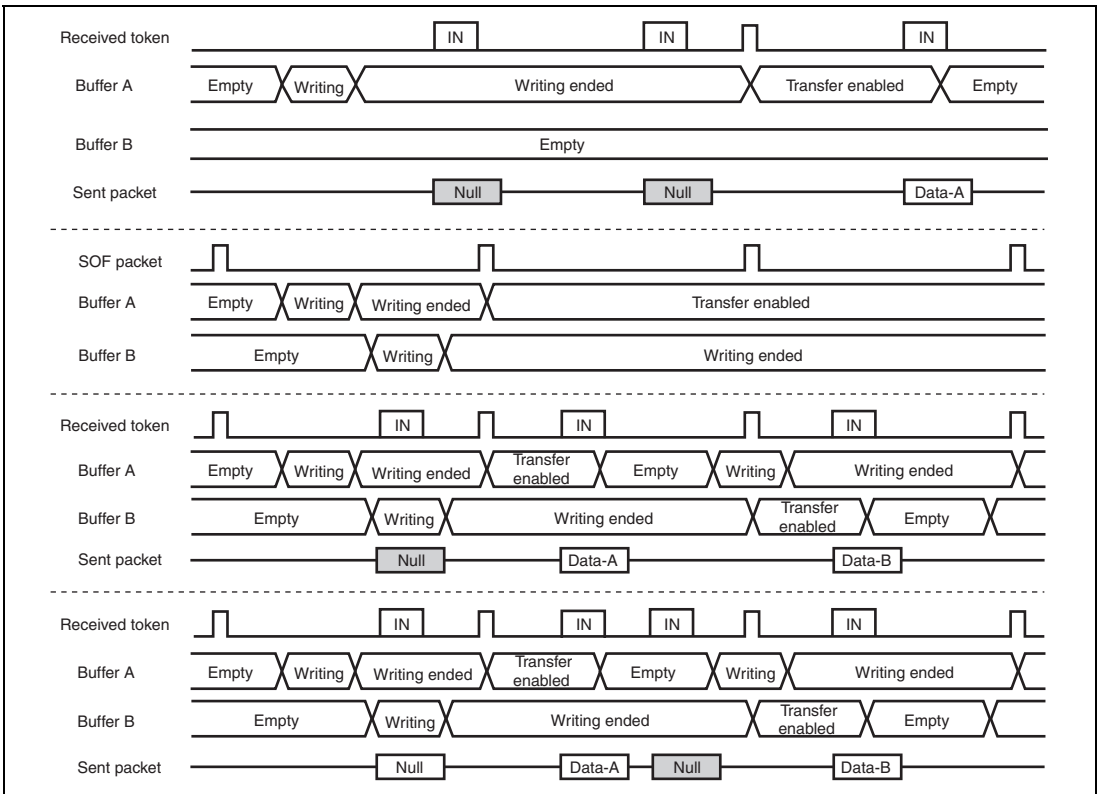 Received token IN IN IN
Buffer A Empty Writing Writing ended Transfer enabled Empty
Buffer B Empty
Sent packet Null Null Data-A
SOF packet
Buffer A Empty Writing Writing ended Transfer enabled
Buffer B Empty Writing Writing ended
Received token IN IN IN
Buffer A Empty Writing Writing ended Transfer enabled Empty Writing Writing ended
Buffer B Empty Writing Writing ended Transfer enabled Empty
Sent packet Null Data-A Data-B
Received token IN IN IN IN
Buffer A Empty Writing Writing ended Transfer enabled Empty Writing Writing ended
Buffer B Empty Writing Writing ended Transfer enabled Empty
Sent packet Null Data-A Null Data-B